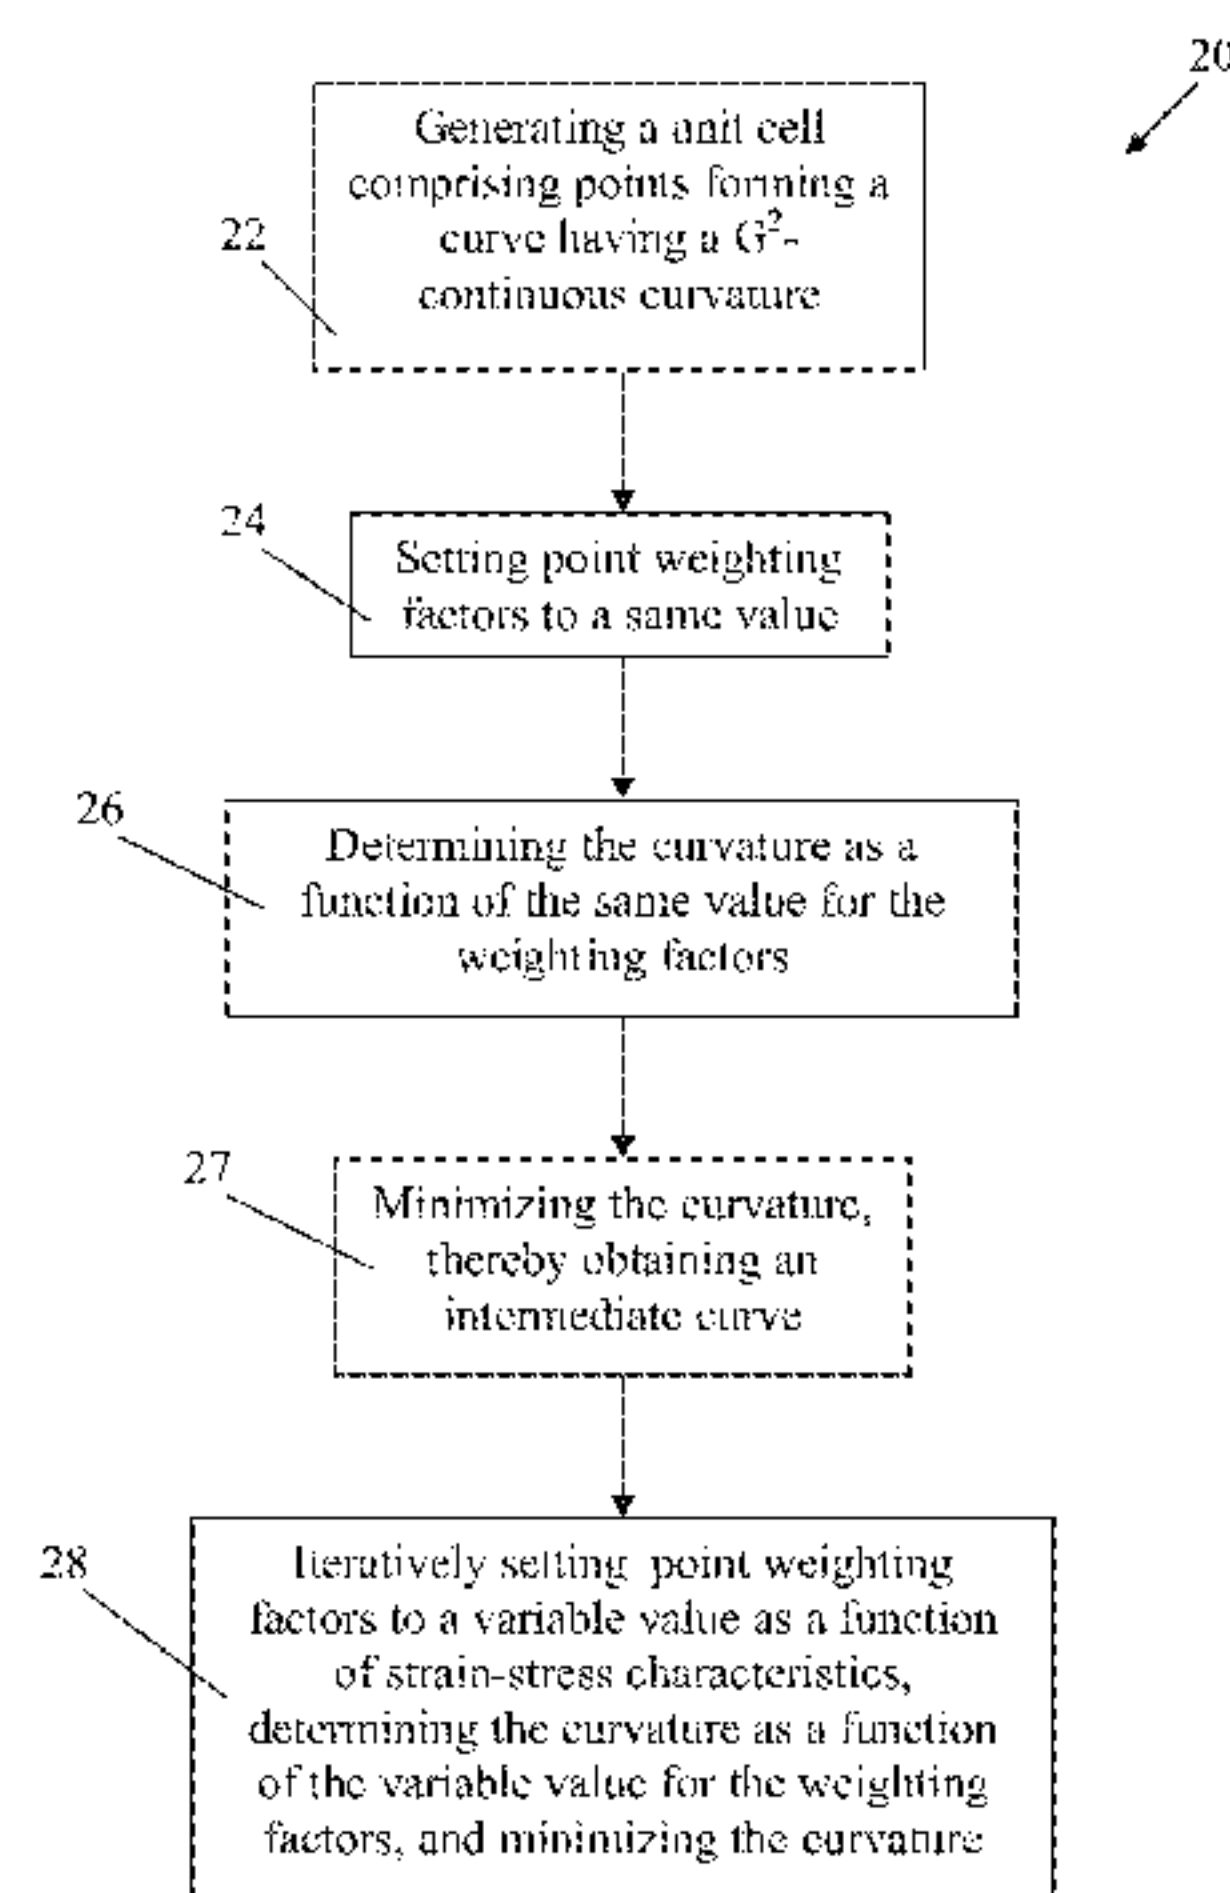 20
Generating a unit cell
comprising points forming a
curve having a G²-
continuous curvature
22
24
Setting point weighting
factors to a same value
26
Determining the curvature as a
function of the same value for the
weighting factors
27
Minimizing the curvature,
thereby obtaining an
intermediate curve
28
Iteratively setting point weighting
factors to a variable value as a function
of strain-stress characteristics,
determining the curvature as a function
of the variable value for the weighting
factors, and minimizing the curvature